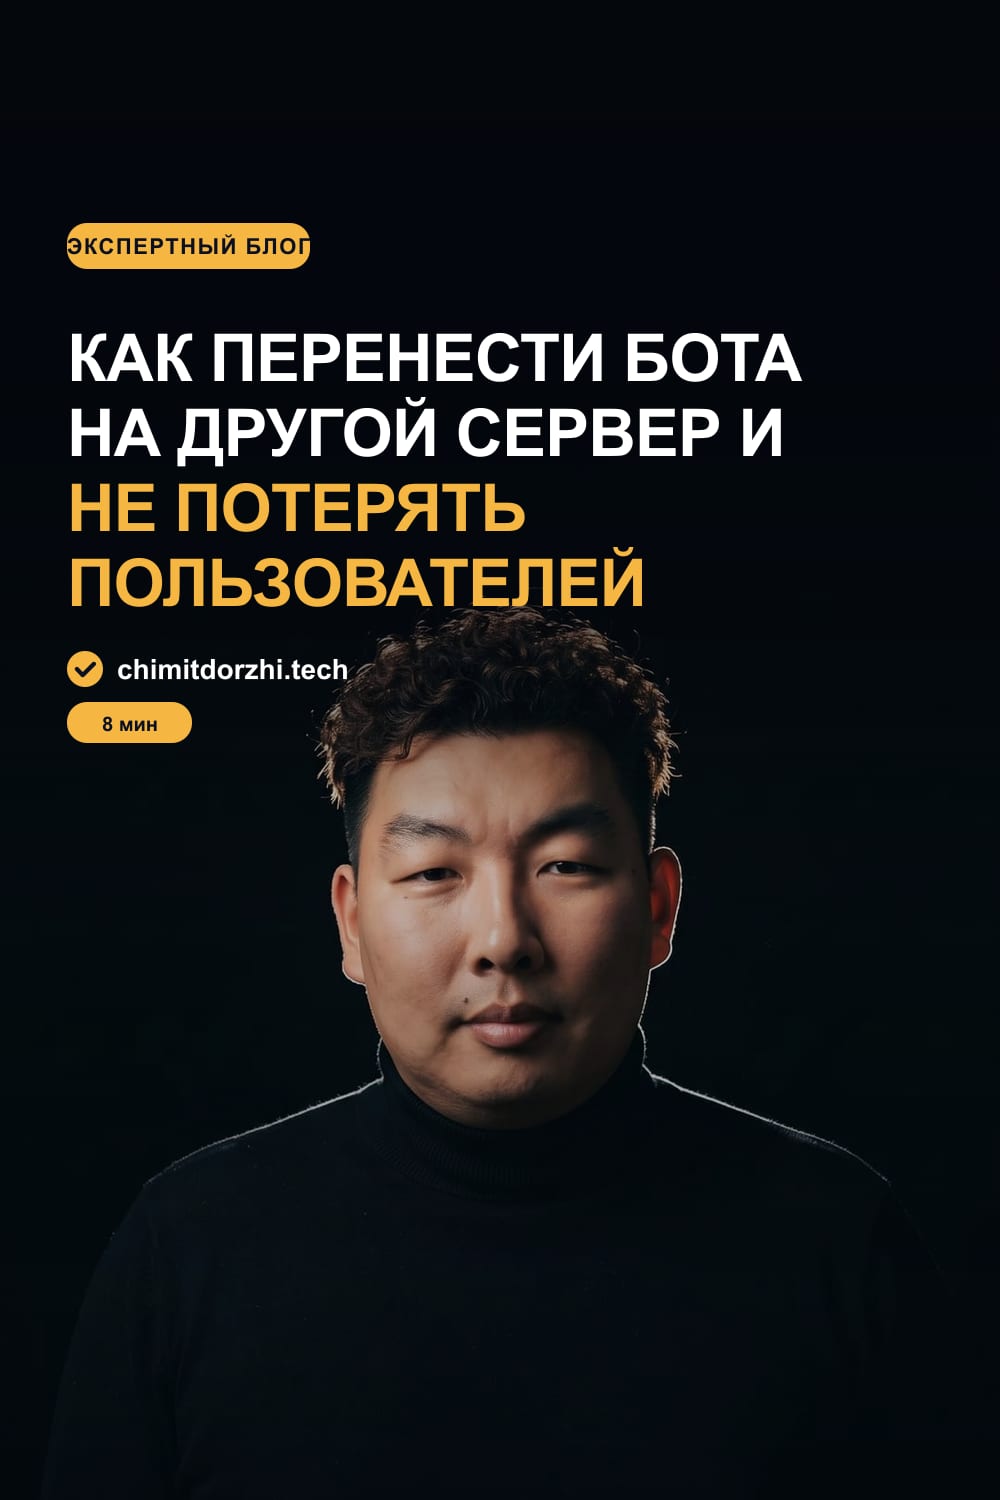 ЭКСПЕРТНЫЙ БЛОГ
КАК ПЕРЕНЕСТИ БОТА
НА ДРУГОЙ СЕРВЕР И
НЕ ПОТЕРЯТЬ
ПОЛЬЗОВАТЕЛЕЙ
chimitdorzhi.tech
8 мин